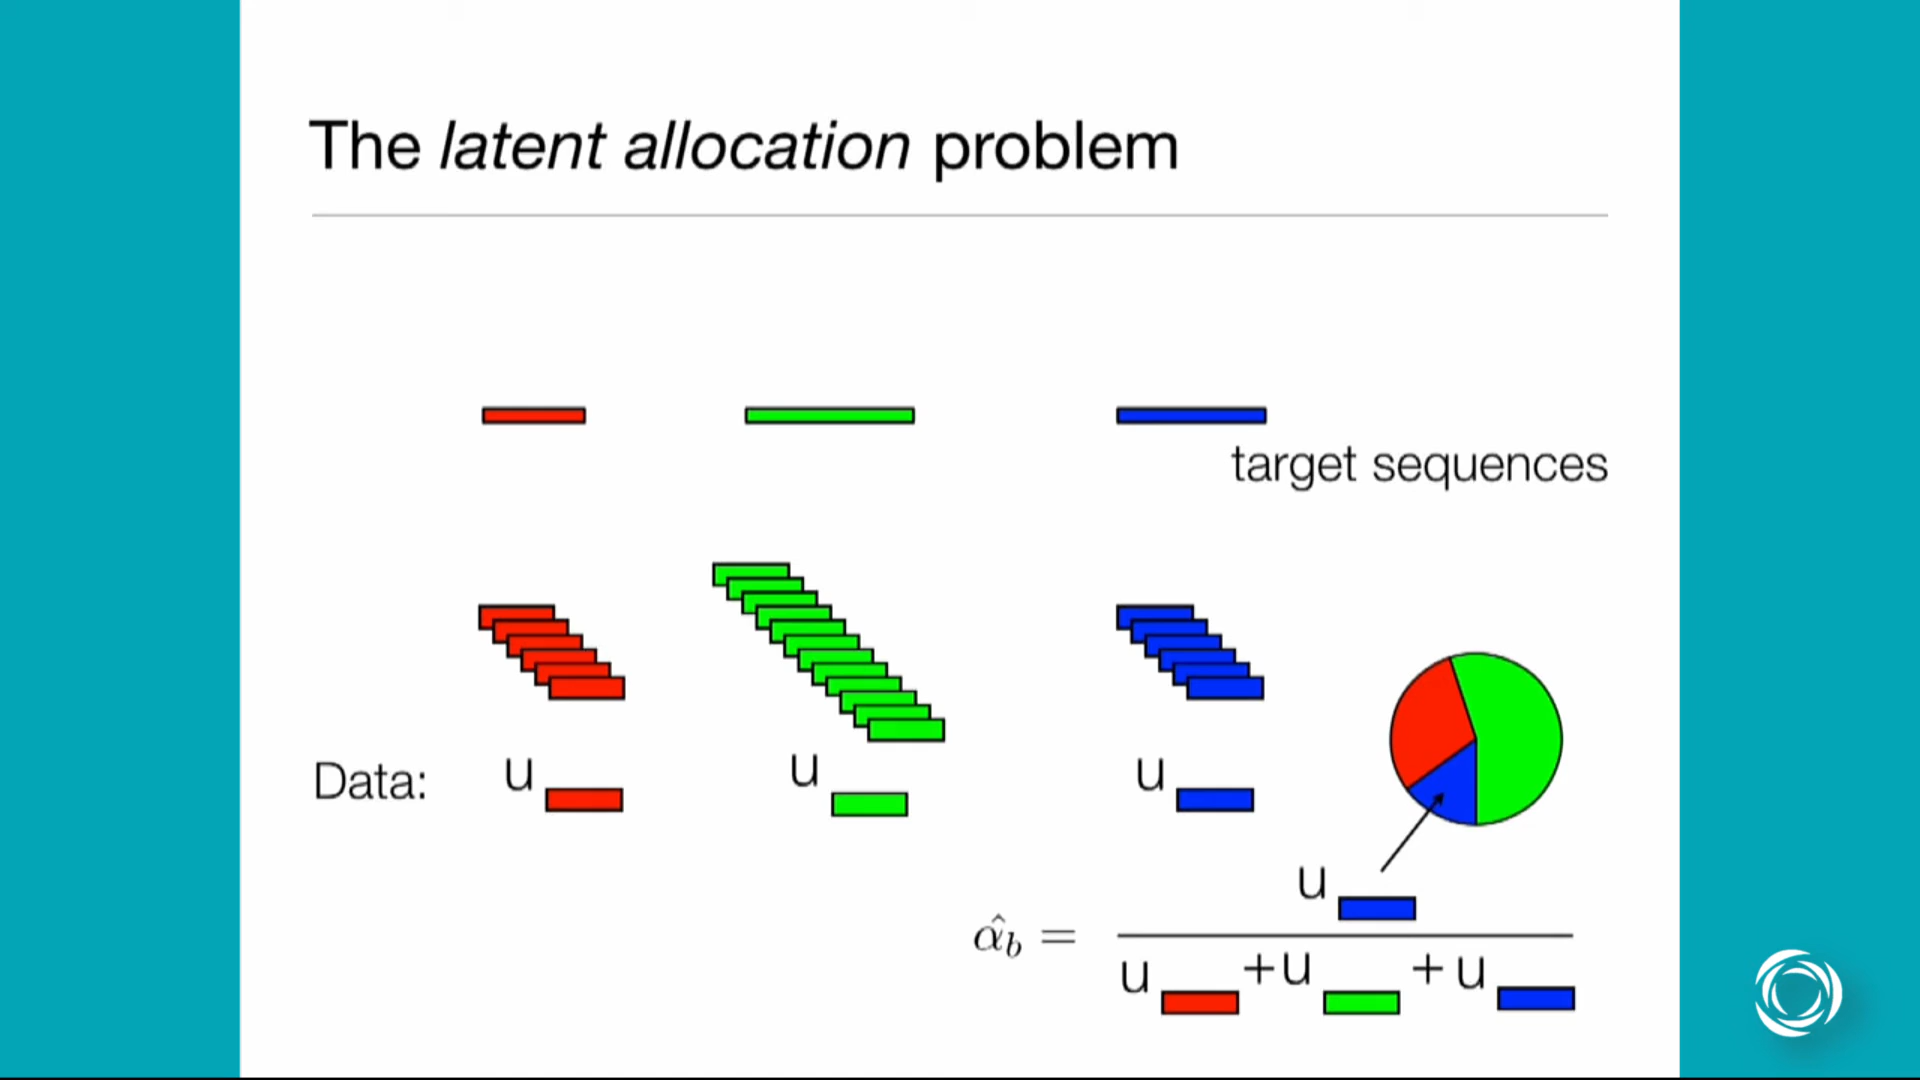 The latent allocation problem
target sequences
Data: u u u
u
α̂_b =
u +u +u